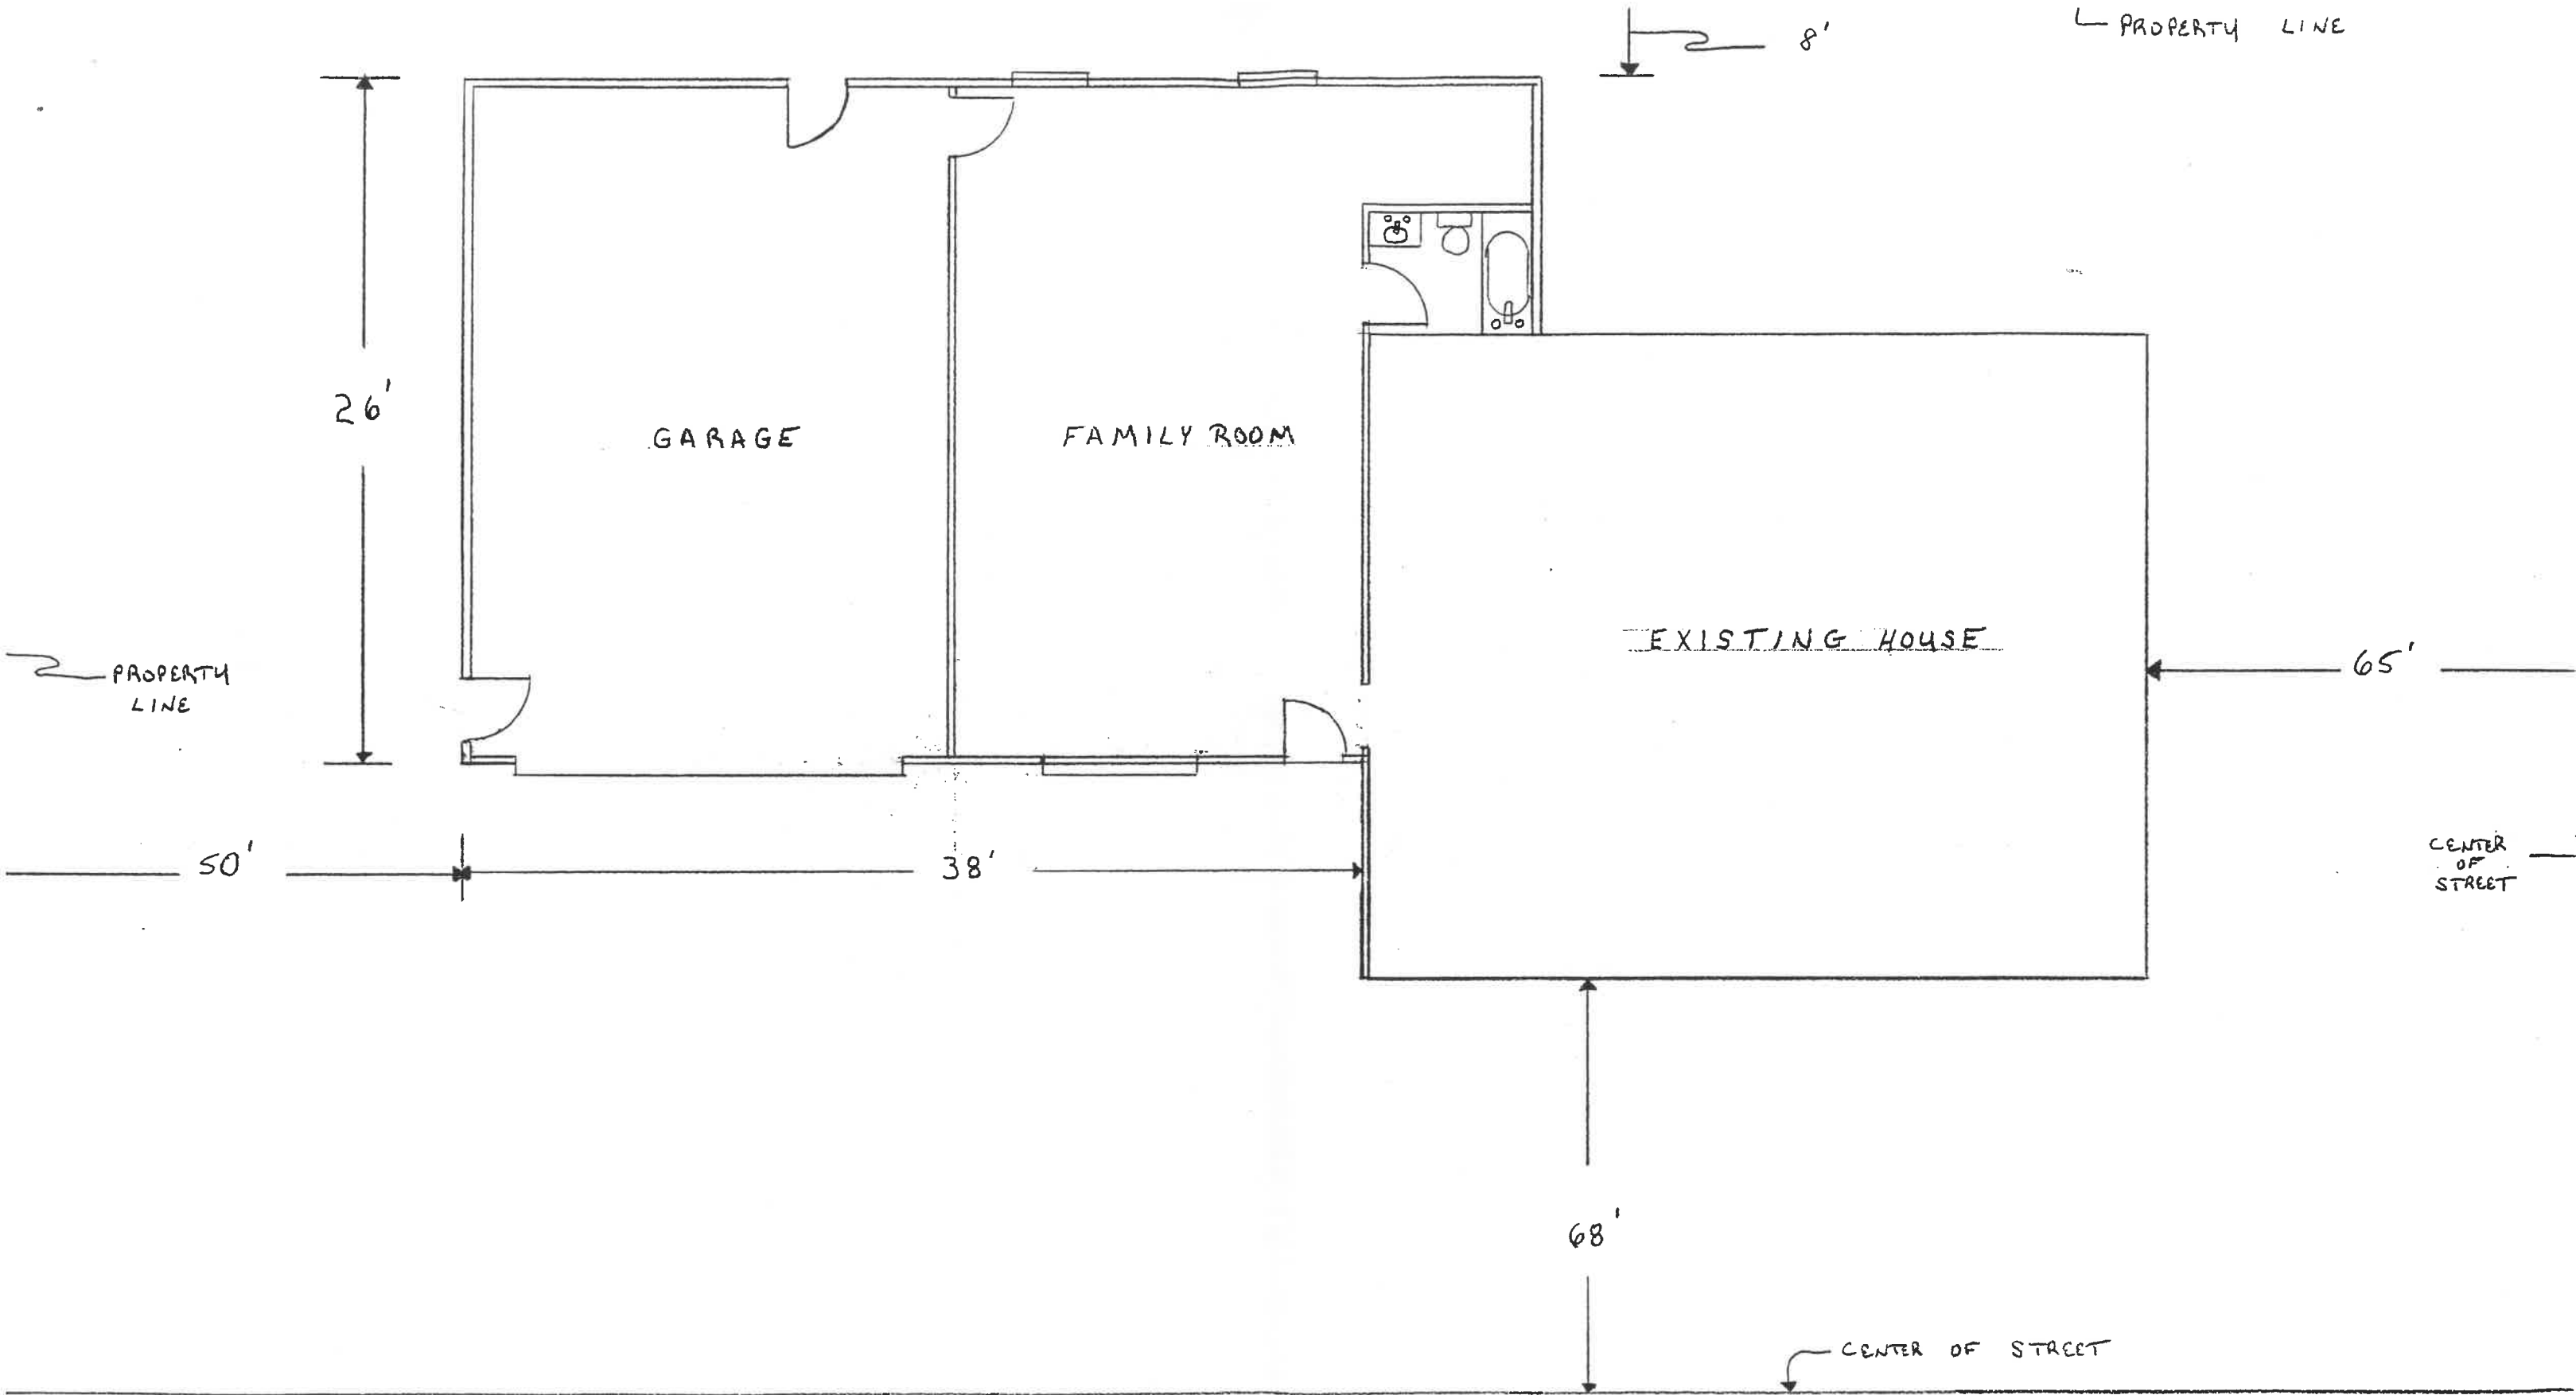 PROPERTY LINE
8'
26'
GARAGE
FAMILY ROOM
EXISTING HOUSE
65'
PROPERTY
LINE
50'
38'
CENTER
OF
STREET
68'
CENTER OF STREET